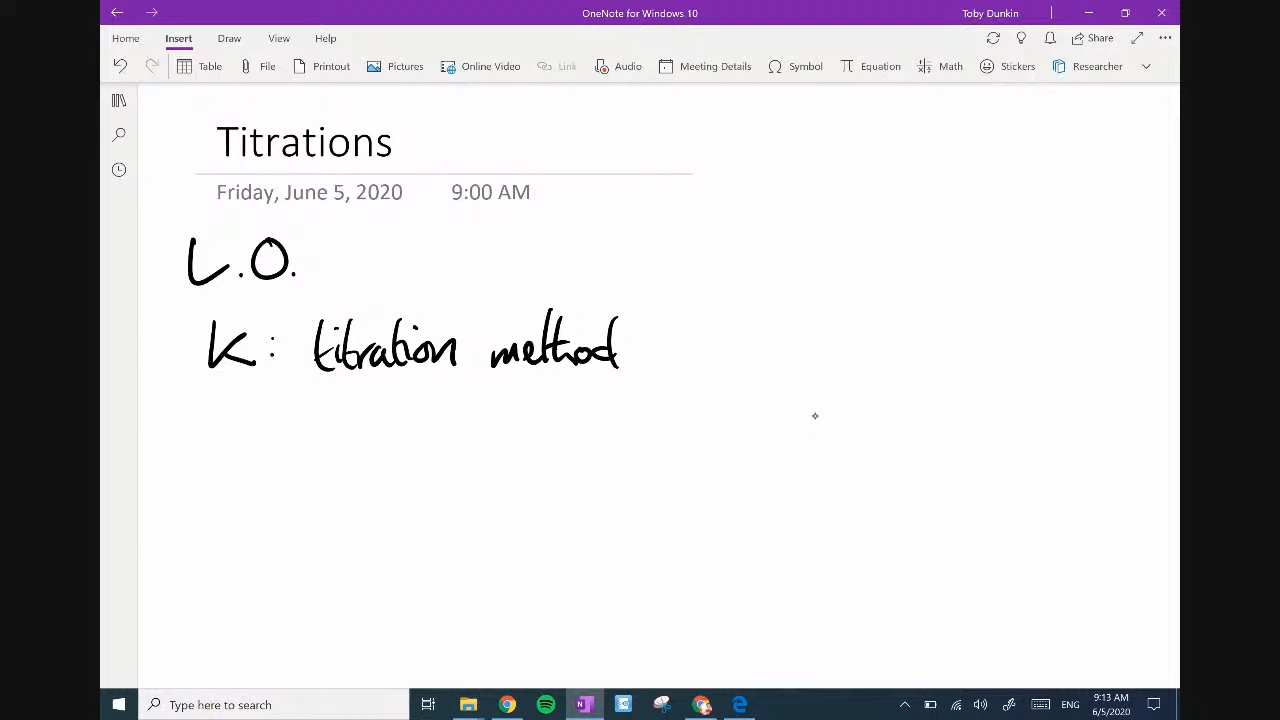 OneNote for Windows 10
Toby Dunkin
Home Insert Draw View Help
Share
Table File Printout Pictures Online Video Link Audio Meeting Details Symbol Equation Math Stickers Researcher
Titrations
Friday, June 5, 2020 9:00 AM
L.O.
K: titration method
Type here to search
ENG
9:13 AM
6/5/2020